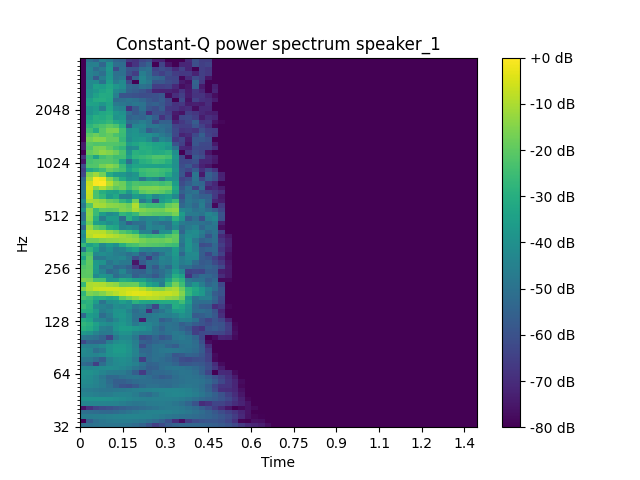 Constant-Q power spectrum speaker_1
Hz
2048
1024
512
256
128
64
32
0 0.15 0.3 0.45 0.6 0.75 0.9 1.1 1.2 1.4
Time
+0 dB
-10 dB
-20 dB
-30 dB
-40 dB
-50 dB
-60 dB
-70 dB
-80 dB